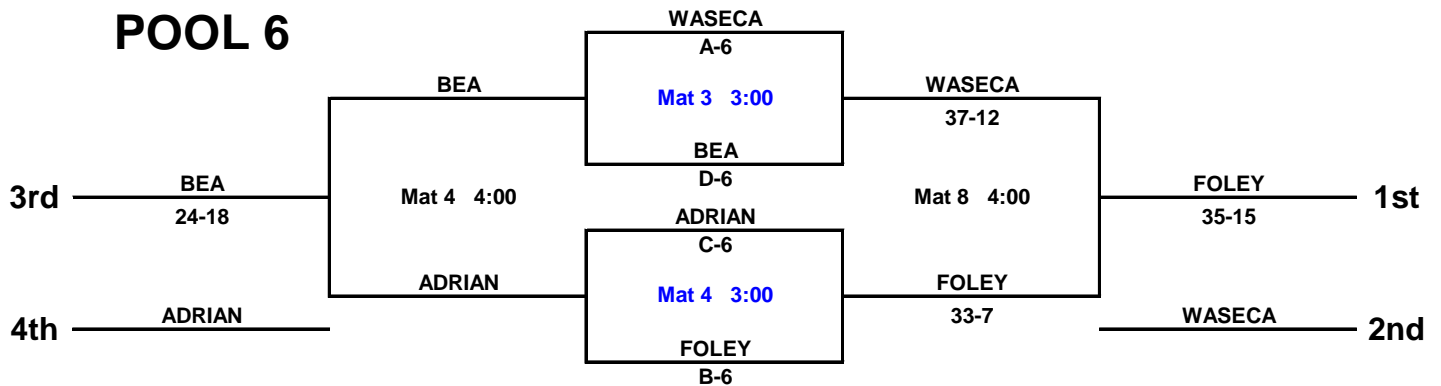 POOL 6
WASECA
A-6
BEA
Mat 3 3:00
WASECA
37-12
BEA
D-6
3rd
BEA
24-18
Mat 4 4:00
Mat 8 4:00
FOLEY
35-15
1st
ADRIAN
C-6
ADRIAN
Mat 4 3:00
FOLEY
33-7
4th
ADRIAN
WASECA
2nd
FOLEY
B-6